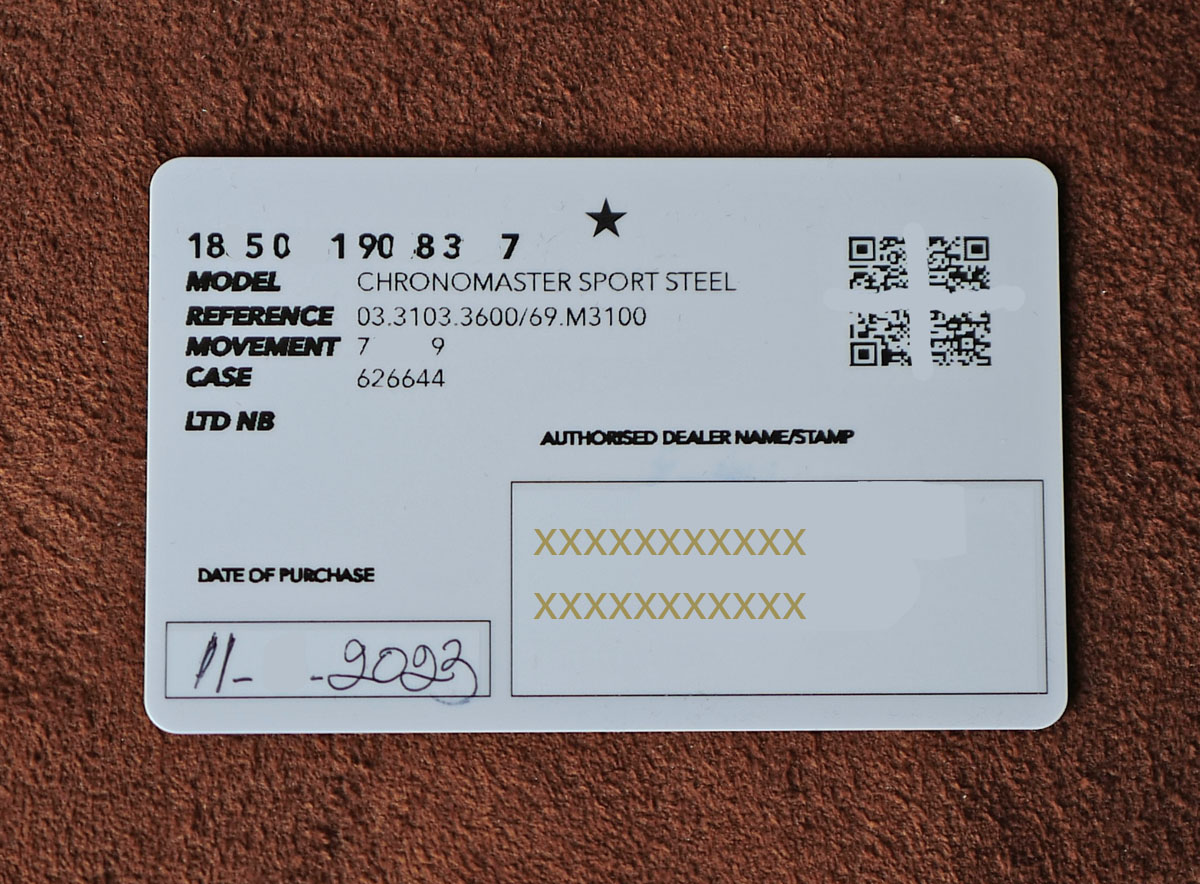 18 50 190 83 7
MODEL CHRONOMASTER SPORT STEEL
REFERENCE 03.3103.3600/69.M3100
MOVEMENT 7 9
CASE 626644
LTD NB
AUTHORISED DEALER NAME/STAMP
XXXXXXXXXXX
XXXXXXXXXXX
DATE OF PURCHASE
11- -2023